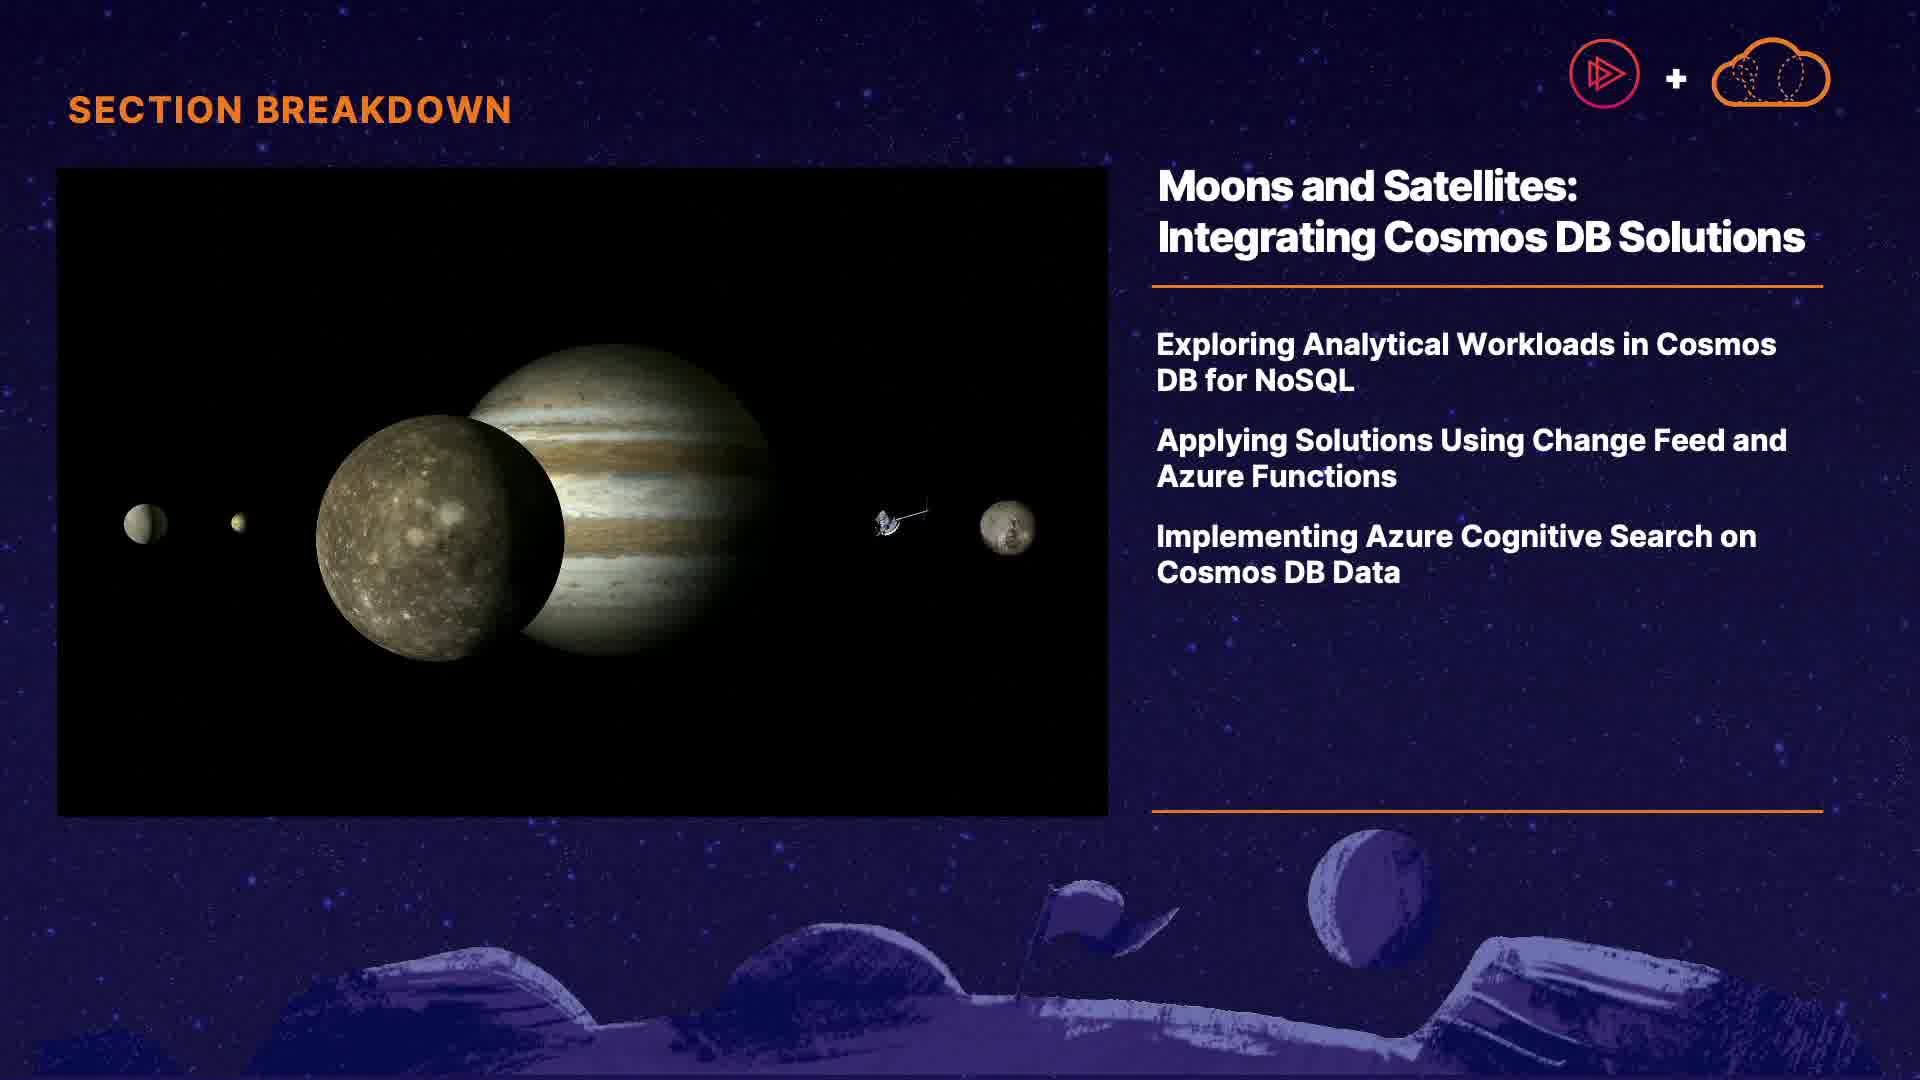 SECTION BREAKDOWN
+
Moons and Satellites:
Integrating Cosmos DB Solutions
Exploring Analytical Workloads in Cosmos
DB for NoSQL
Applying Solutions Using Change Feed and
Azure Functions
Implementing Azure Cognitive Search on
Cosmos DB Data